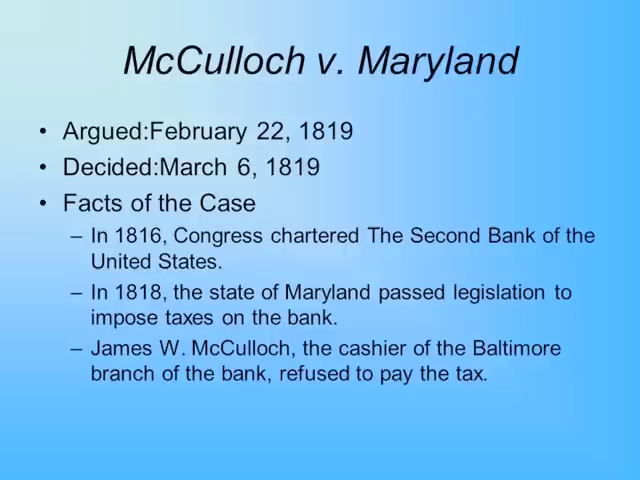 McCulloch v. Maryland
• Argued:February 22, 1819
• Decided:March 6, 1819
• Facts of the Case
– In 1816, Congress chartered The Second Bank of the
United States.
– In 1818, the state of Maryland passed legislation to
impose taxes on the bank.
– James W. McCulloch, the cashier of the Baltimore
branch of the bank, refused to pay the tax.